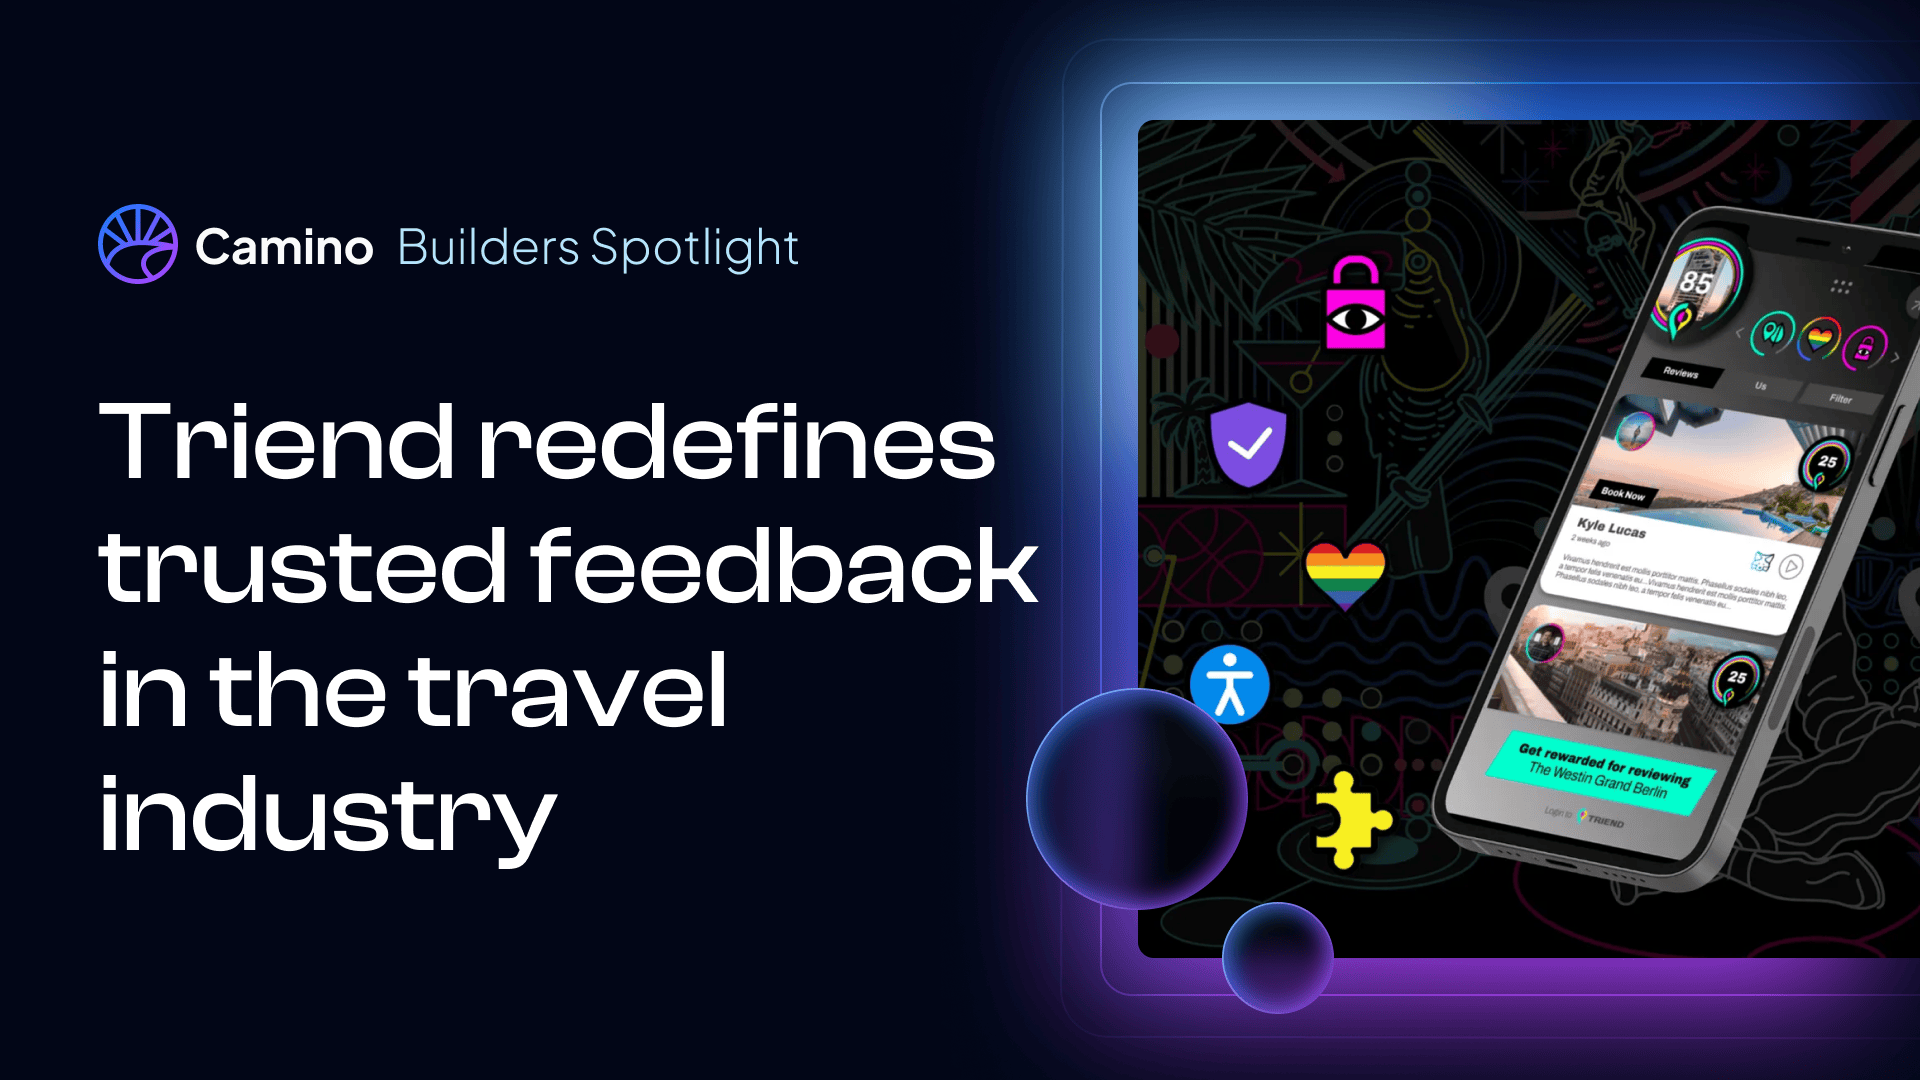 Camino Builders Spotlight
Triend redefines
trusted feedback
in the travel
industry
85
Reviews
Us
Filter
25
Book Now
Kyle Lucas
2 weeks ago
Vivamus hendrerit est mollis porttitor mattis. Phasellus sodales nibh leo,
a tempor felis venenatis eu... Vivamus hendrerit est mollis porttitor mattis.
Phasellus sodales nibh leo, a tempor felis venenatis eu...
25
Get rewarded for reviewing
The Westin Grand Berlin
Login to TRIEND